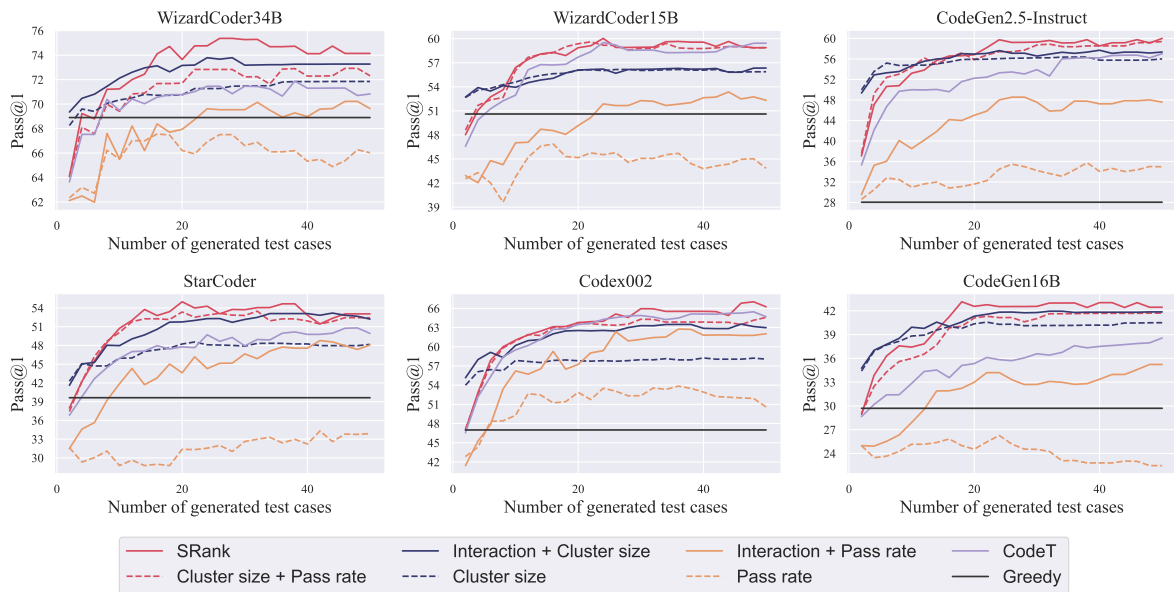 WizardCoder34B
WizardCoder15B
CodeGen2.5-Instruct
Pass@1
76
74
72
70
68
66
64
62
0
20
40
Number of generated test cases
60
57
54
51
48
45
42
39
Pass@1
0
20
40
Number of generated test cases
60
56
52
48
44
40
36
32
28
Pass@1
0
20
40
Number of generated test cases
StarCoder
Codex002
CodeGen16B
Pass@1
54
51
48
45
42
39
36
33
30
0
20
40
Number of generated test cases
Pass@1
66
63
60
57
54
51
48
45
42
0
20
40
Number of generated test cases
Pass@1
42
39
36
33
30
27
24
0
20
40
Number of generated test cases
SRank
Interaction + Cluster size
Interaction + Pass rate
CodeT
Cluster size + Pass rate
Cluster size
Pass rate
Greedy